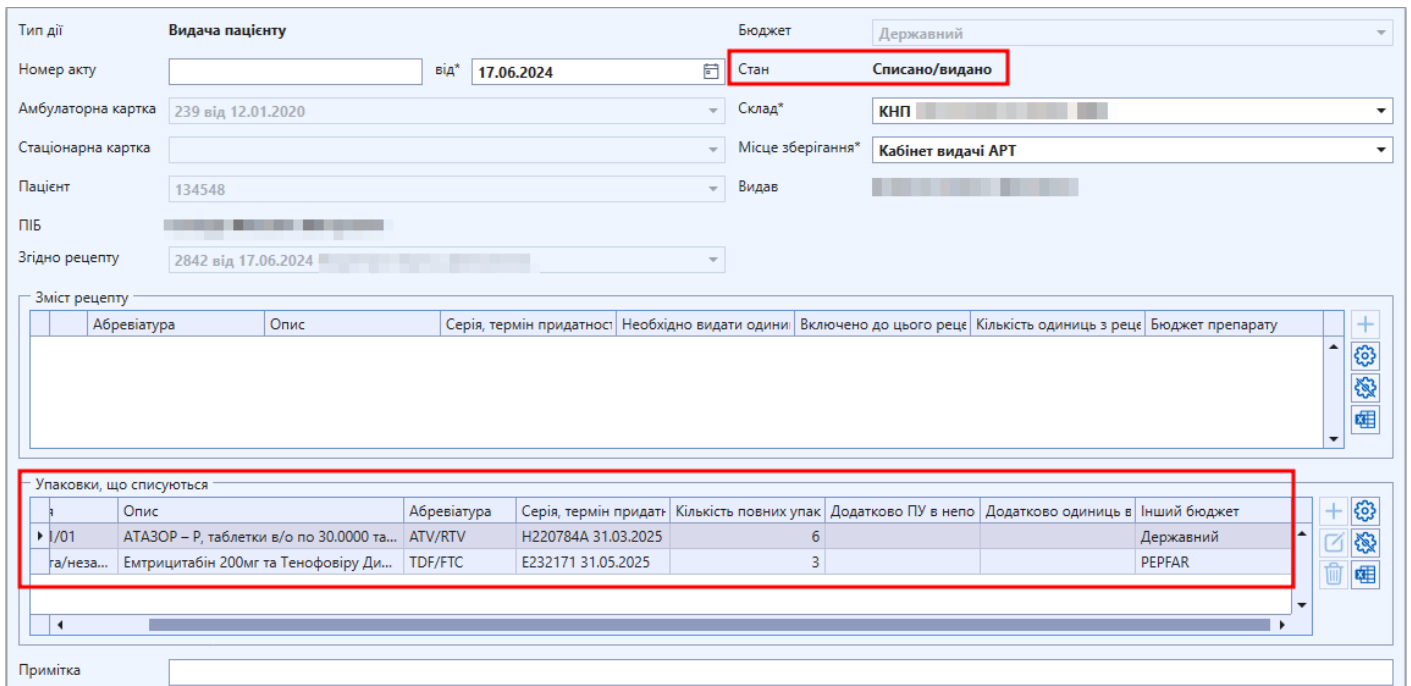 Тип дії Видача пацієнту Бюджет Державний
Номер акту від* 17.06.2024 Стан Списано/видано
Амбулаторна картка 239 від 12.01.2020 Склад* КНП
Стаціонарна картка Місце зберігання* Кабінет видачі АРТ
Пацієнт 134548 Видав
ПІБ
Згідно рецепту 2842 від 17.06.2024
Зміст рецепту
Абревіатура Опис Серія, термін придатност Необхідно видати одини Включено до цього реце Кількість одиниць з реце Бюджет препарату
Упаковки, що списуються
Опис Абревіатура Серія, термін придатн Кількість повних упак Додатково ПУ в непо Додатково одиниць в Інший бюджет
1/01 АТАЗОР – Р, таблетки в/о по 30.0000 та... ATV/RTV H220784A 31.03.2025 6 Державний
га/неза... Емтрицитабін 200мг та Тенофовіру Ди... TDF/FTC E232171 31.05.2025 3 PEPFAR
Примітка